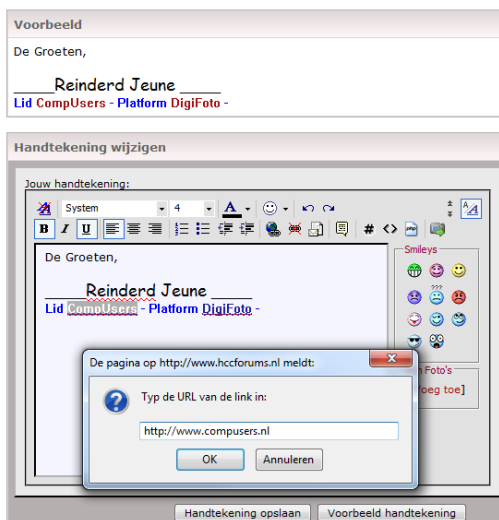 Voorbeeld
De Groeten,
_____Reinderd Jeune _____
Lid CompUsers - Platform DigiFoto -
Handtekening wijzigen
Jouw handtekening:
System 4 A
B I U # <> php
De Groeten,
_____Reinderd Jeune _____
Lid CompUsers - Platform DigiFoto -
Smileys
???
De pagina op http://www.hccforums.nl meldt:
Typ de URL van de link in:
http://www.compusers.nl
OK Annuleren
Foto's
oeg toe]
Handtekening opslaan Voorbeeld handtekening